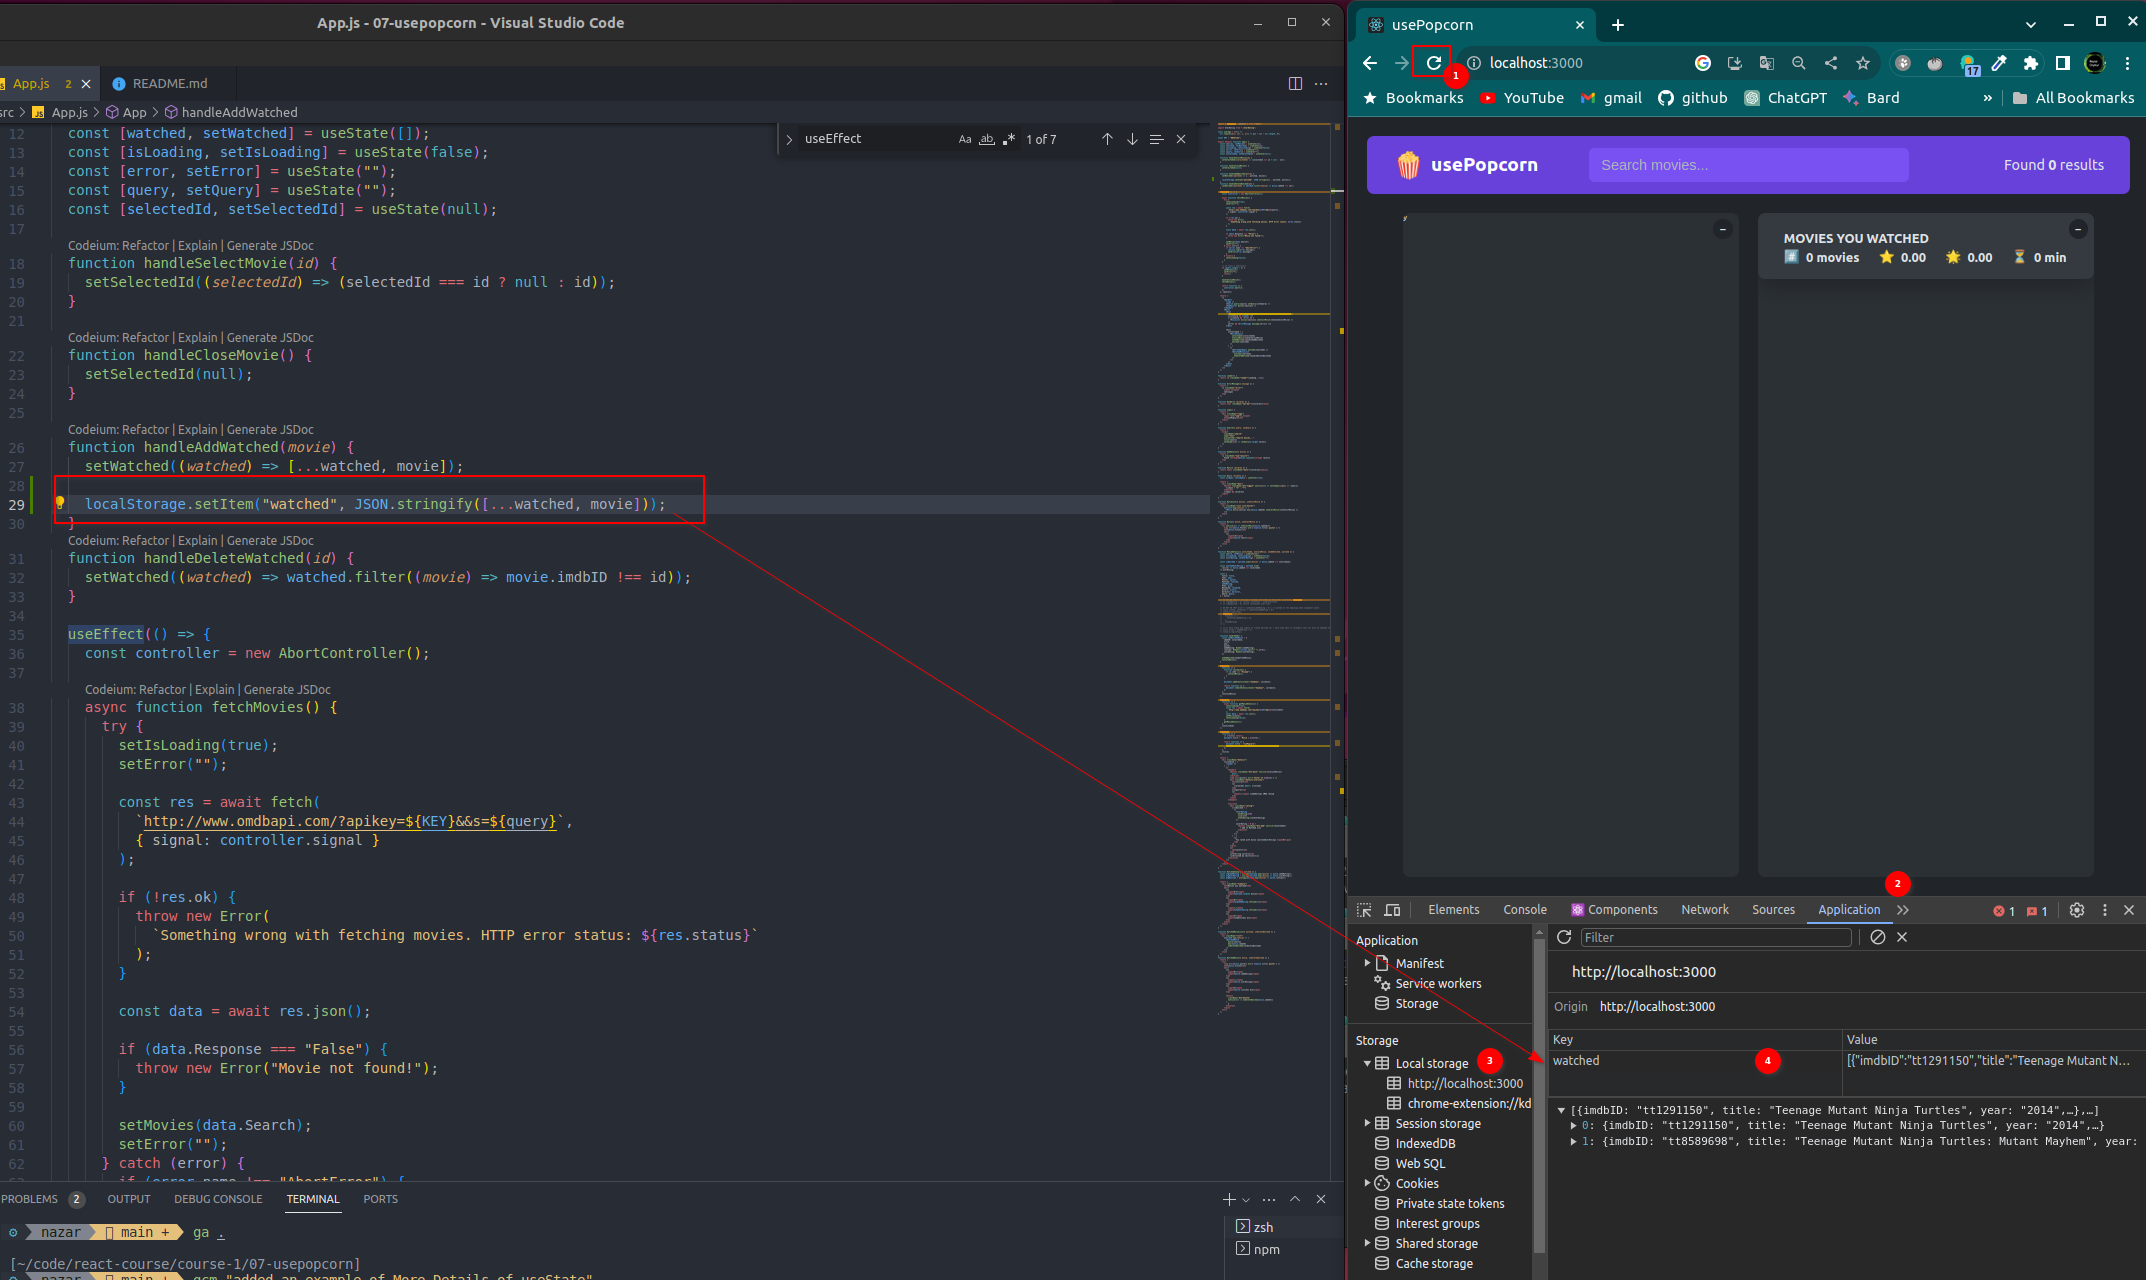 App.js - 07-usepopcorn - Visual Studio Code
App.js 2
README.md
src > App.js > App > handleAddWatched
useEffect
Aa ab 1 of 7
12 const [watched, setWatched] = useState([]);
13 const [isLoading, setIsLoading] = useState(false);
14 const [error, setError] = useState("");
15 const [query, setQuery] = useState("");
16 const [selectedId, setSelectedId] = useState(null);
17
Codeium: Refactor | Explain | Generate JSDoc
18 function handleSelectMovie(id) {
19 setSelectedId((selectedId) => (selectedId === id ? null : id));
20 }
21
Codeium: Refactor | Explain | Generate JSDoc
22 function handleCloseMovie() {
23 setSelectedId(null);
24 }
25
Codeium: Refactor | Explain | Generate JSDoc
26 function handleAddWatched(movie) {
27 setWatched((watched) => [...watched, movie]);
28
29 localStorage.setItem("watched", JSON.stringify([...watched, movie]));
30 }
Codeium: Refactor | Explain | Generate JSDoc
31 function handleDeleteWatched(id) {
32 setWatched((watched) => watched.filter((movie) => movie.imdbID !== id));
33 }
34
35 useEffect(() => {
36 const controller = new AbortController();
37
Codeium: Refactor | Explain | Generate JSDoc
38 async function fetchMovies() {
39 try {
40 setIsLoading(true);
41 setError("");
42
43 const res = await fetch(
44 `http://www.omdbapi.com/?apikey=${KEY}&&s=${query}`,
45 { signal: controller.signal }
46 );
47
48 if (!res.ok) {
49 throw new Error(
50 `Something wrong with fetching movies. HTTP error status: ${res.status}`
51 );
52 }
53
54 const data = await res.json();
55
56 if (data.Response === "False") {
57 throw new Error("Movie not found!");
58 }
59
60 setMovies(data.Search);
61 setError("");
62 } catch (error) {
if (error.name !== "AbortError") {
PROBLEMS 2 OUTPUT DEBUG CONSOLE TERMINAL PORTS
nazar main + ga .
[~/code/react-course/course-1/07-usepopcorn]
nazar main + gcm "added an example of More Details of useState"
zsh
npm
usePopcorn
1
localhost:3000
17
Bookmarks YouTube gmail github ChatGPT Bard » All Bookmarks
usePopcorn
Search movies...
Found 0 results
MOVIES YOU WATCHED
0 movies 0.00 0.00 0 min
2
Elements Console Components Network Sources Application 1 1
Application
Manifest
Service workers
Storage
Storage
Local storage 3
http://localhost:3000
chrome-extension://kd
Session storage
IndexedDB
Web SQL
Cookies
Private state tokens
Interest groups
Shared storage
Cache storage
Filter
http://localhost:3000
Origin http://localhost:3000
Key Value
watched 4 [{"imdbID":"tt1291150","title":"Teenage Mutant N...
[{imdbID: "tt1291150", title: "Teenage Mutant Ninja Turtles", year: "2014",…},…]
0: {imdbID: "tt1291150", title: "Teenage Mutant Ninja Turtles", year: "2014",…}
1: {imdbID: "tt8589698", title: "Teenage Mutant Ninja Turtles: Mutant Mayhem", year: